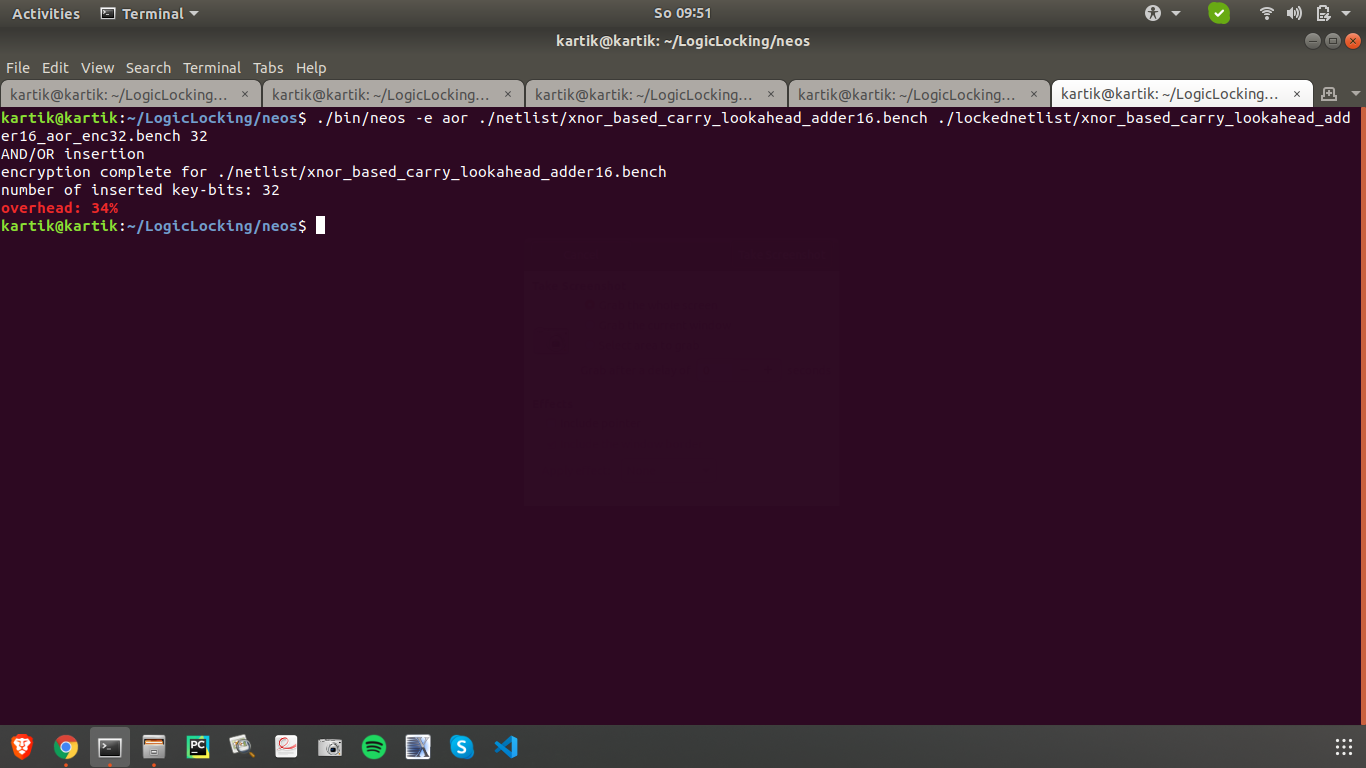 Activities Terminal So 09:51
kartik@kartik: ~/LogicLocking/neos
File Edit View Search Terminal Tabs Help
kartik@kartik: ~/LogicLocking… × kartik@kartik: ~/LogicLocking… × kartik@kartik: ~/LogicLocking… × kartik@kartik: ~/LogicLocking… × kartik@kartik: ~/LogicLocking… ×
kartik@kartik:~/LogicLocking/neos$ ./bin/neos -e aor ./netlist/xnor_based_carry_lookahead_adder16.bench ./lockednetlist/xnor_based_carry_lookahead_add
er16_aor_enc32.bench 32
AND/OR insertion
encryption complete for ./netlist/xnor_based_carry_lookahead_adder16.bench
number of inserted key-bits: 32
overhead: 34%
kartik@kartik:~/LogicLocking/neos$
PC